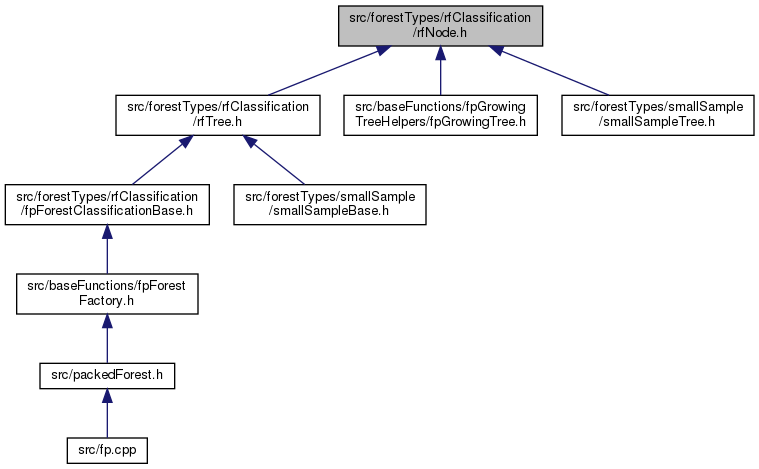 src/forestTypes/rfClassification
/rfNode.h
src/forestTypes/rfClassification
/rfTree.h
src/baseFunctions/fpGrowing
TreeHelpers/fpGrowingTree.h
src/forestTypes/smallSample
/smallSampleTree.h
src/forestTypes/rfClassification
/fpForestClassificationBase.h
src/forestTypes/smallSample
/smallSampleBase.h
src/baseFunctions/fpForest
Factory.h
src/packedForest.h
src/fp.cpp